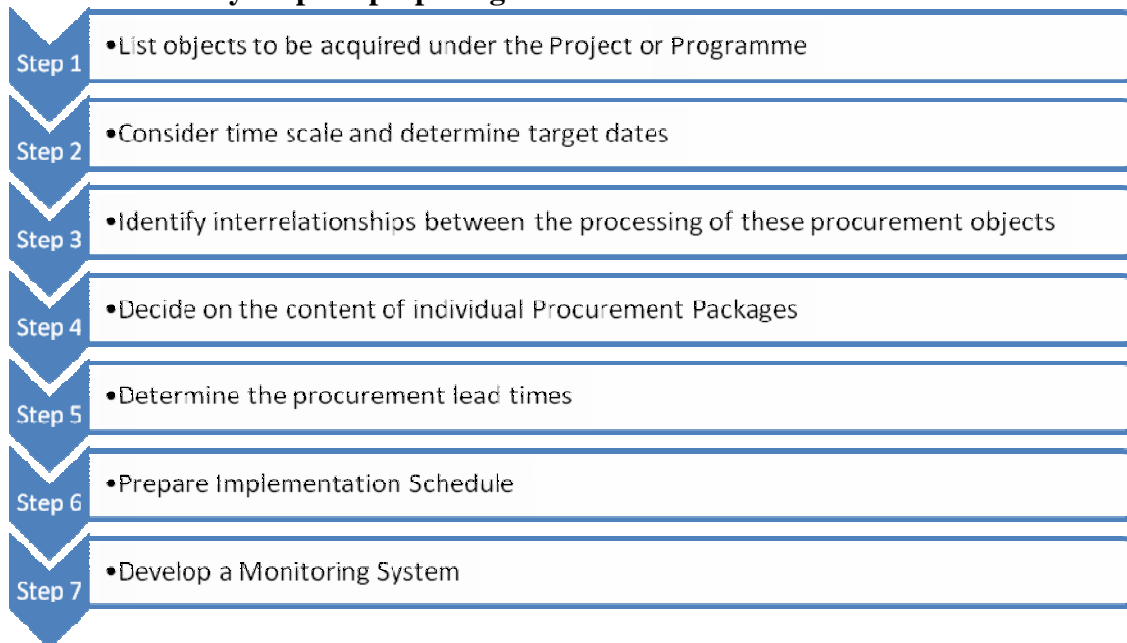 Step 1
•List objects to be acquired under the Project or Programme
Step 2
•Consider time scale and determine target dates
Step 3
•Identify interrelationships between the processing of these procurement objects
Step 4
•Decide on the content of individual Procurement Packages
Step 5
•Determine the procurement lead times
Step 6
•Prepare Implementation Schedule
Step 7
•Develop a Monitoring System